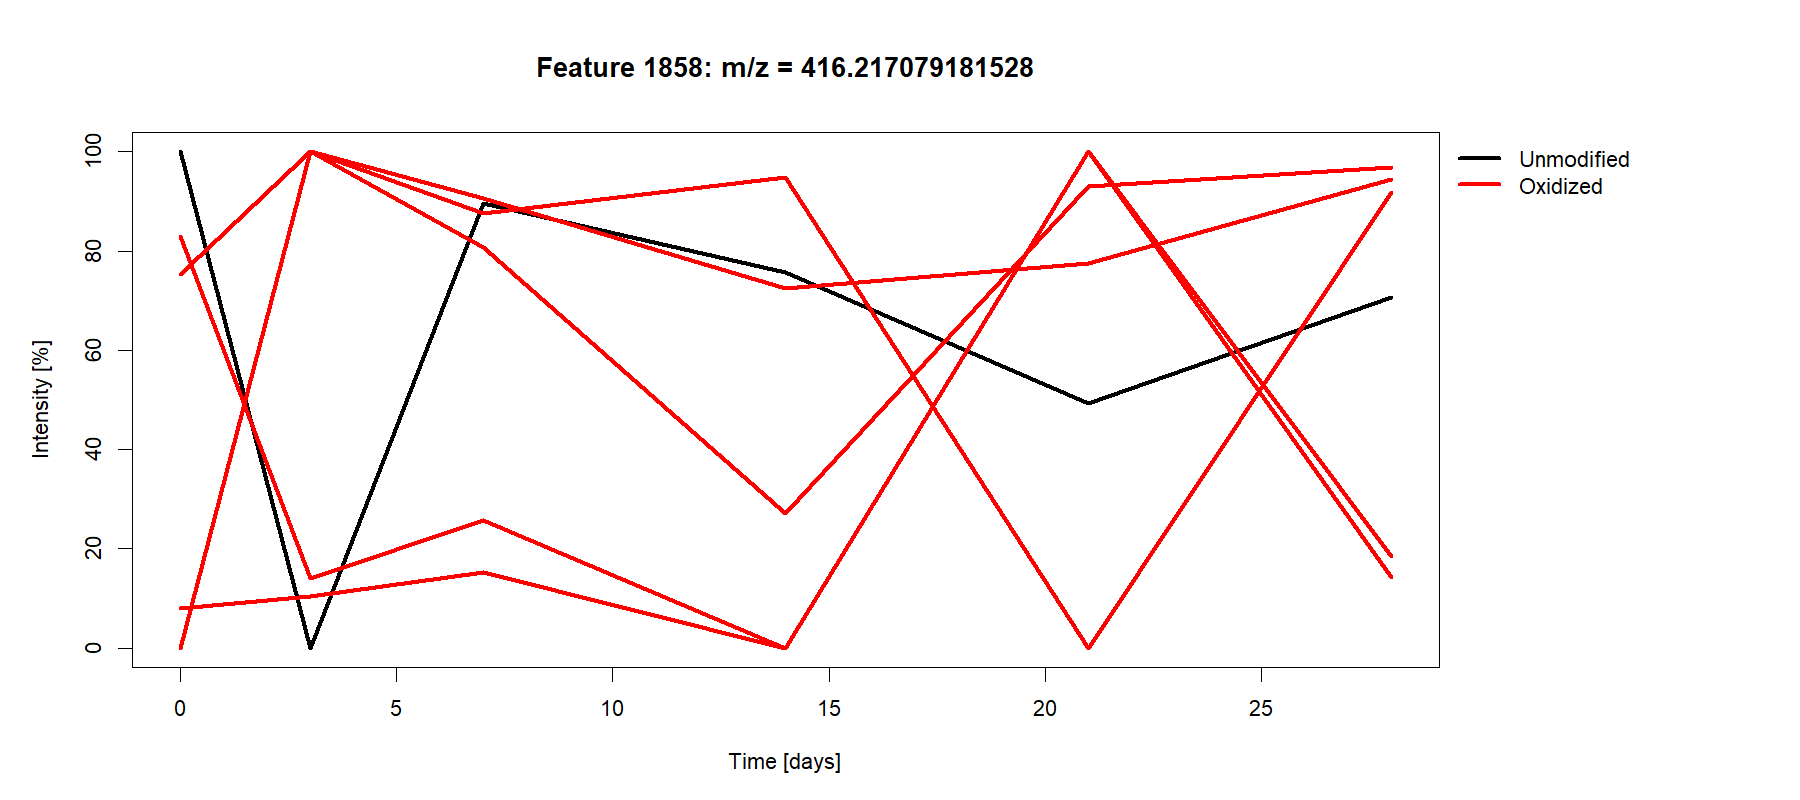 Feature 1858: m/z = 416.217079181528
Unmodified
Oxidized
Intensity [%]
100
80
60
40
20
0
0 5 10 15 20 25
Time [days]